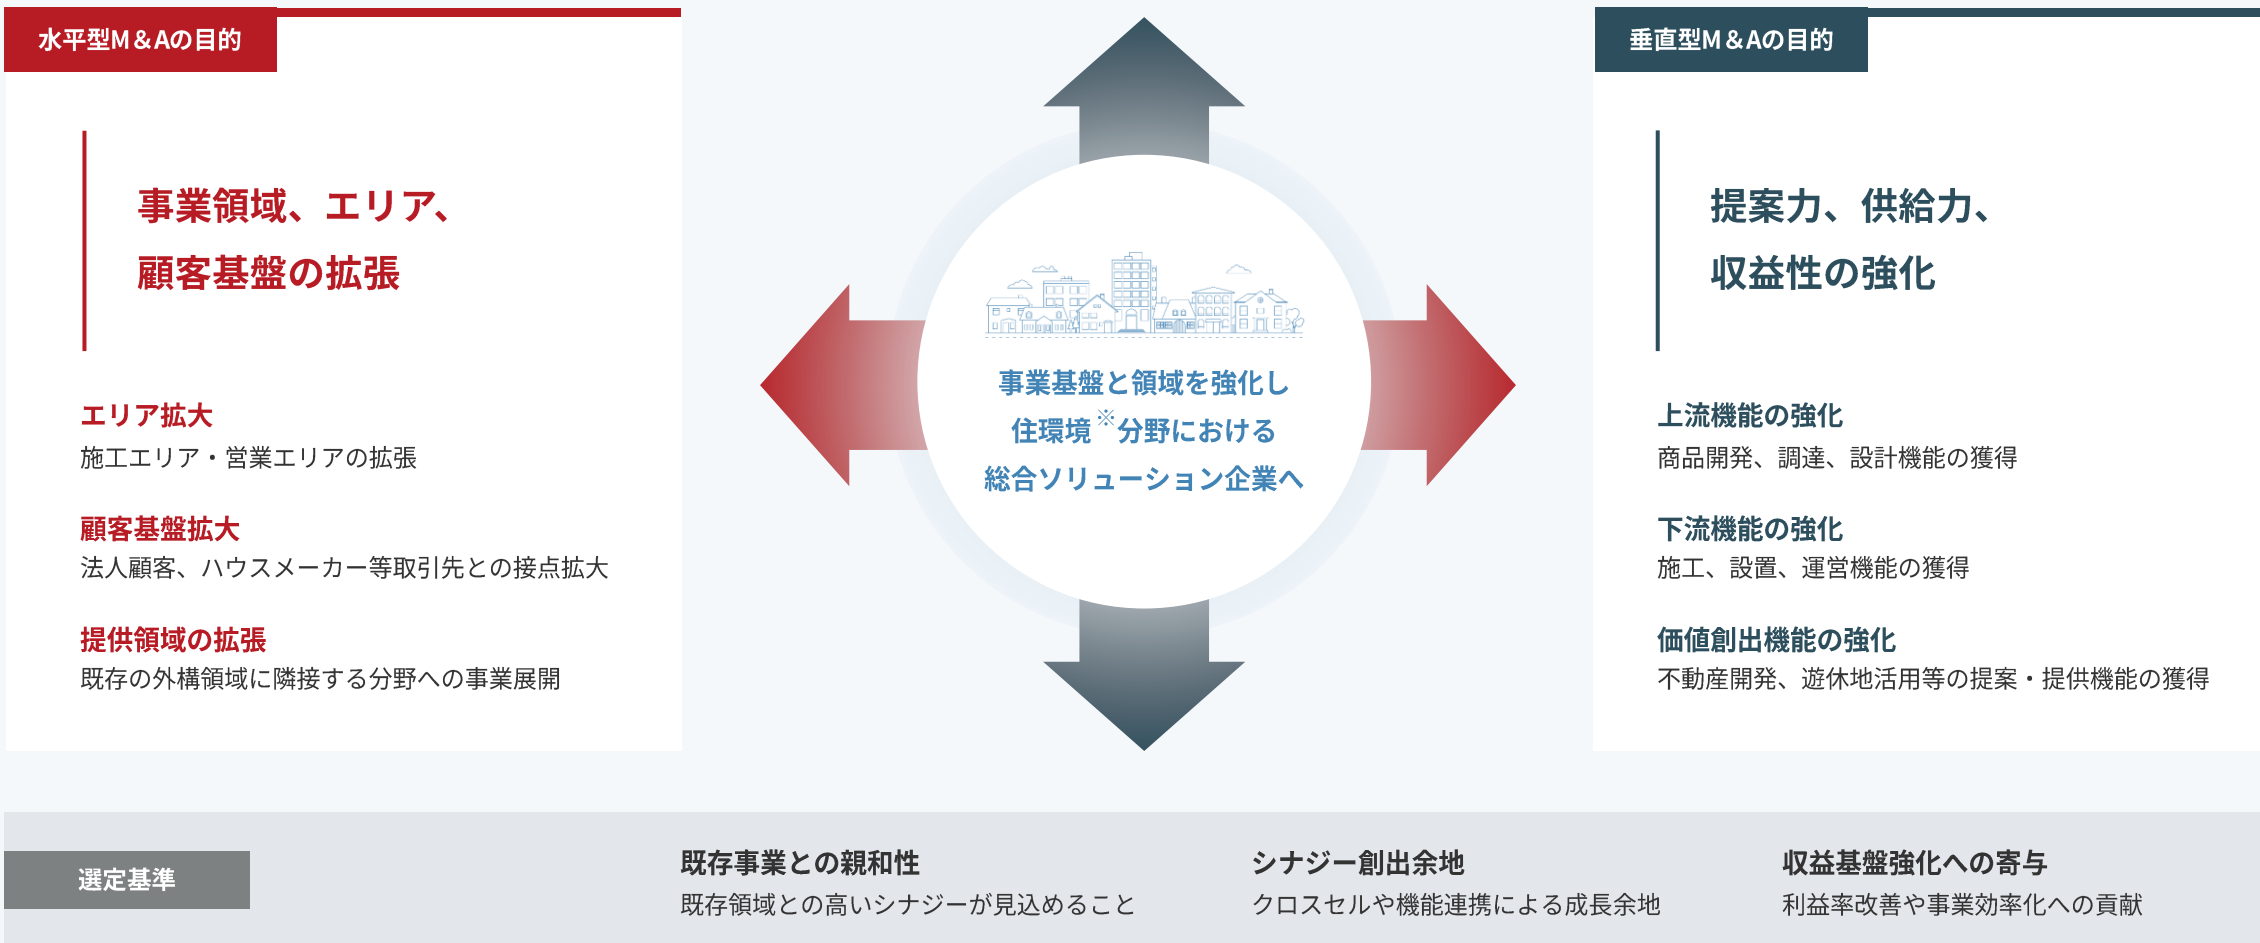 水平型M＆Aの目的
事業領域、エリア、
顧客基盤の拡張
エリア拡大
施工エリア・営業エリアの拡張
顧客基盤拡大
法人顧客、ハウスメーカー等取引先との接点拡大
提供領域の拡張
既存の外構領域に隣接する分野への事業展開
事業基盤と領域を強化し
住環境※分野における
総合ソリューション企業へ
垂直型M＆Aの目的
提案力、供給力、
収益性の強化
上流機能の強化
商品開発、調達、設計機能の獲得
下流機能の強化
施工、設置、運営機能の獲得
価値創出機能の強化
不動産開発、遊休地活用等の提案・提供機能の獲得
選定基準
既存事業との親和性
既存領域との高いシナジーが見込めること
シナジー創出余地
クロスセルや機能連携による成長余地
収益基盤強化への寄与
利益率改善や事業効率化への貢献